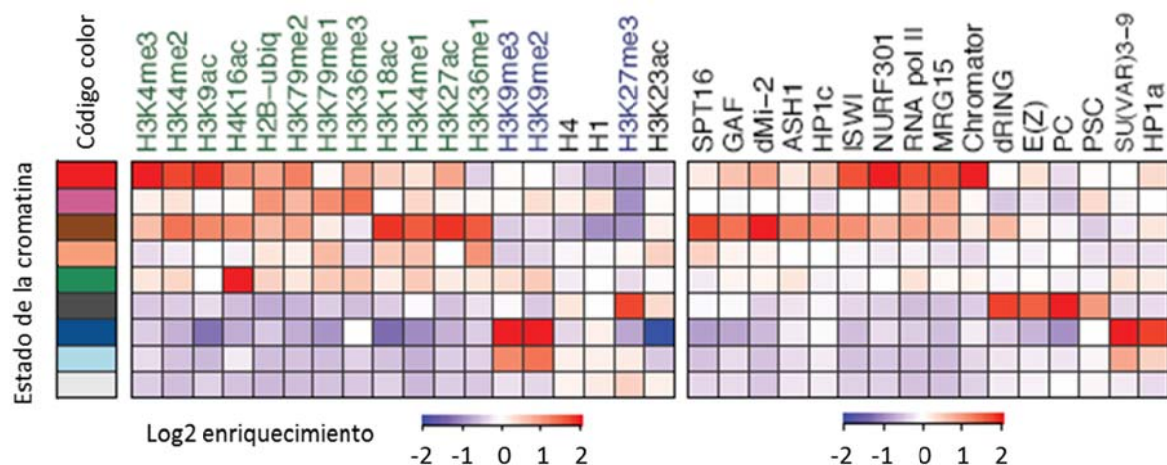 Código color
H3K4me3
H3K4me2
H3K9ac
H4K16ac
H2B-ubiq
H3K79me2
H3K79me1
H3K36me3
H3K18ac
H3K4me1
H3K27ac
H3K36me1
H3K9me3
H3K9me2
H4
H1
H3K27me3
H3K23ac
SPT16
GAF
dMi-2
ASH1
HP1c
ISWI
NURF301
RNA pol II
MRG15
Chromator
dRING
E(Z)
PC
PSC
SU(VAR)3-9
HP1a
Estado de la cromatina
Log2 enriquecimiento
-2 -1 0 1 2
-2 -1 0 1 2